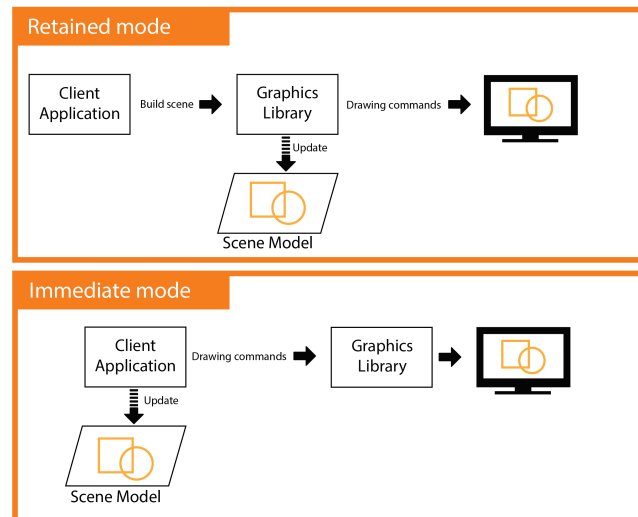 Retained mode
Client
Application
Build scene
Graphics
Library
Drawing commands
Update
Scene Model
Immediate mode
Client
Application
Drawing commands
Graphics
Library
Update
Scene Model